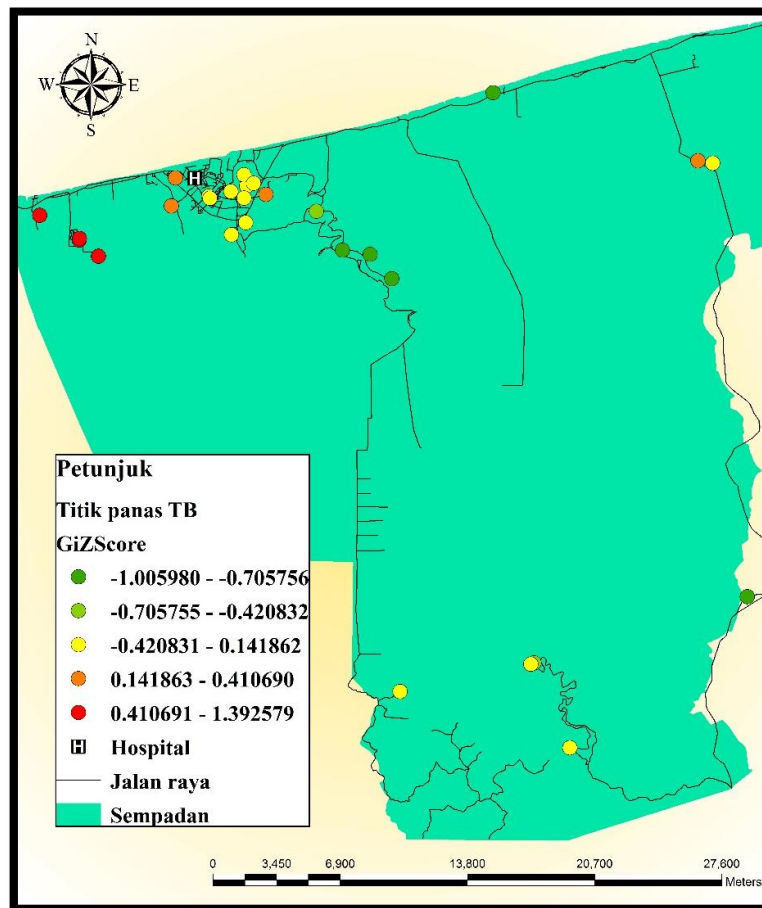 N
W E
S
H
Petunjuk
Titik panas TB
GiZScore
-1.005980 - -0.705756
-0.705755 - -0.420832
-0.420831 - 0.141862
0.141863 - 0.410690
0.410691 - 1.392579
H Hospital
Jalan raya
Sempadan
0 3,450 6,900 13,800 20,700 27,600
Meters